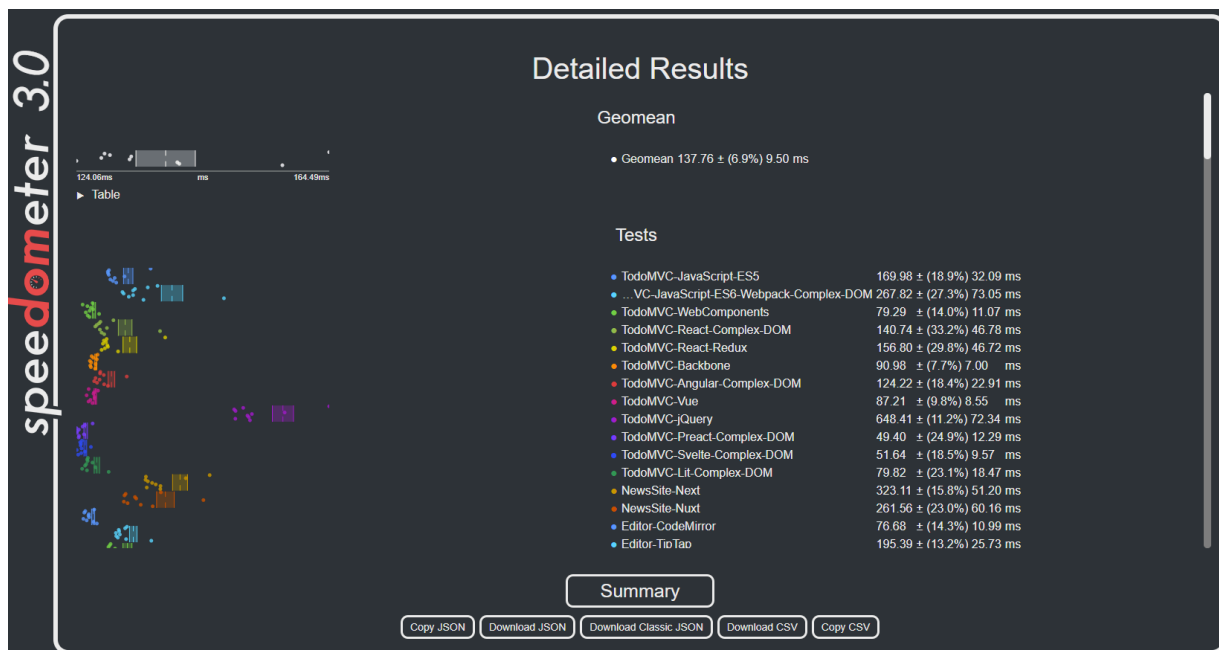 speedometer 3.0
Detailed Results
Geomean
Geomean 137.76 ± (6.9%) 9.50 ms
124.06ms ms 164.49ms
► Table
Tests
TodoMVC-JavaScript-ES5 169.98 ± (18.9%) 32.09 ms
...VC-JavaScript-ES6-Webpack-Complex-DOM 267.82 ± (27.3%) 73.05 ms
TodoMVC-WebComponents 79.29 ± (14.0%) 11.07 ms
TodoMVC-React-Complex-DOM 140.74 ± (33.2%) 46.78 ms
TodoMVC-React-Redux 156.80 ± (29.8%) 46.72 ms
TodoMVC-Backbone 90.98 ± (7.7%) 7.00 ms
TodoMVC-Angular-Complex-DOM 124.22 ± (18.4%) 22.91 ms
TodoMVC-Vue 87.21 ± (9.8%) 8.55 ms
TodoMVC-jQuery 648.41 ± (11.2%) 72.34 ms
TodoMVC-Preact-Complex-DOM 49.40 ± (24.9%) 12.29 ms
TodoMVC-Svelte-Complex-DOM 51.64 ± (18.5%) 9.57 ms
TodoMVC-Lit-Complex-DOM 79.82 ± (23.1%) 18.47 ms
NewsSite-Next 323.11 ± (15.8%) 51.20 ms
NewsSite-Nuxt 261.56 ± (23.0%) 60.16 ms
Editor-CodeMirror 76.68 ± (14.3%) 10.99 ms
Editor-TipTap 195.39 ± (13.2%) 25.73 ms
Summary
Copy JSON
Download JSON
Download Classic JSON
Download CSV
Copy CSV